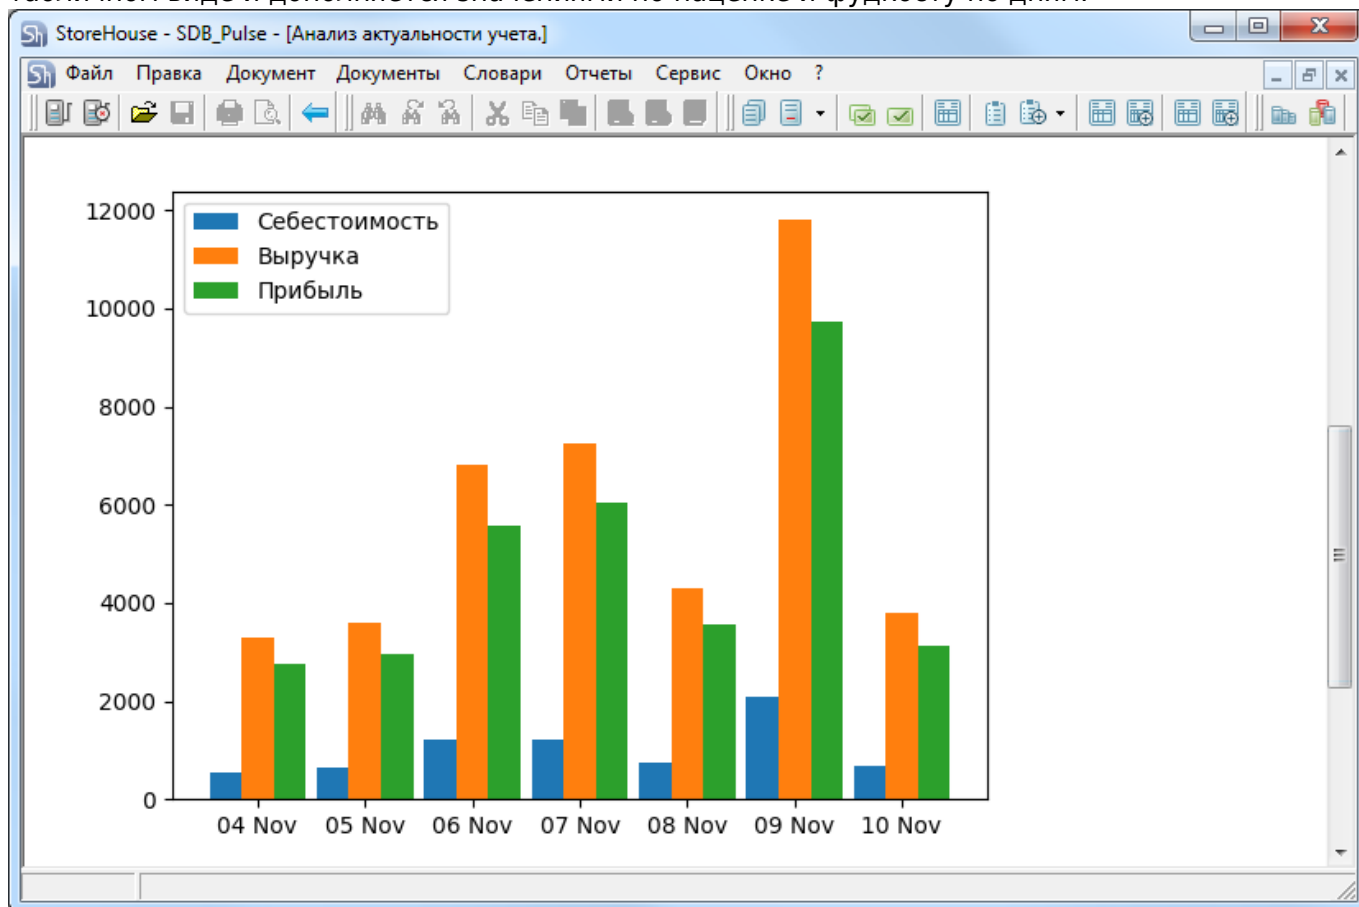 StoreHouse - SDB_Pulse - [Анализ актуальности учета.]
Файл Правка Документ Документы Словари Отчеты Сервис Окно ?
12000
10000
8000
6000
4000
2000
0
Себестоимость
Выручка
Прибыль
04 Nov 05 Nov 06 Nov 07 Nov 08 Nov 09 Nov 10 Nov